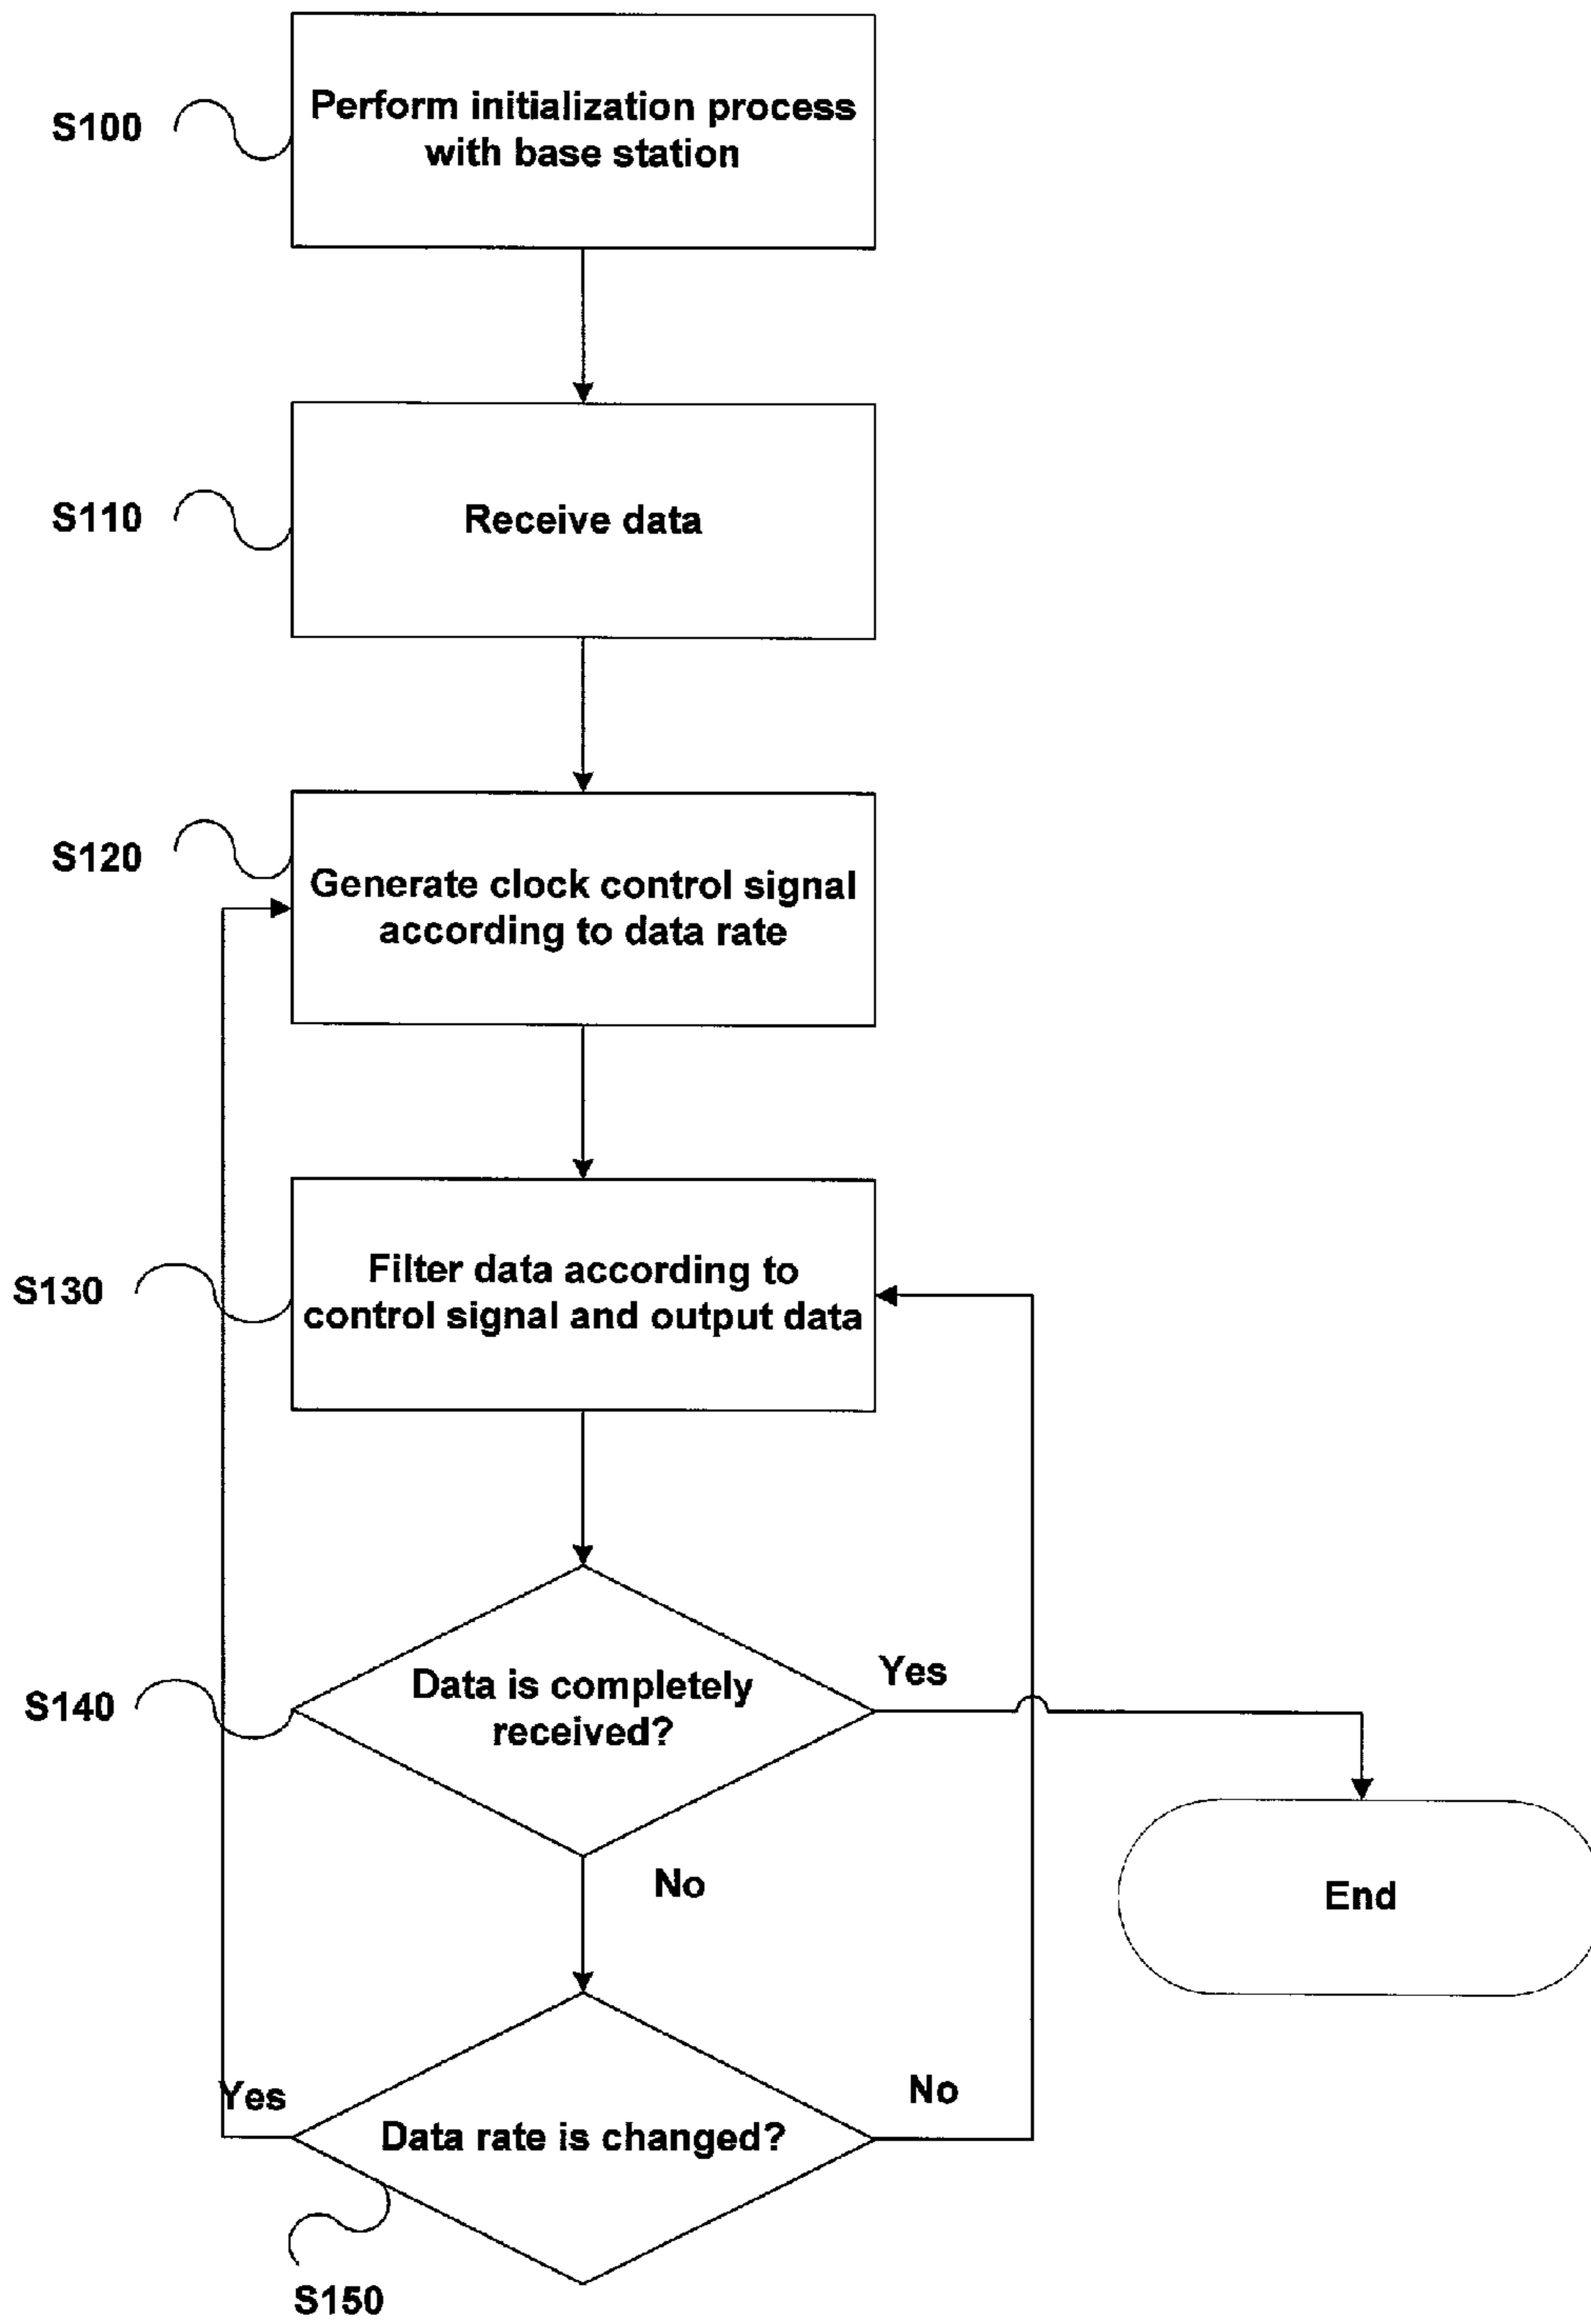 S100
Perform initialization process
with base station
S110
Receive data
S120
Generate clock control signal
according to data rate
S130
Filter data according to
control signal and output data
S140
Data is completely
received?
Yes
No
End
Yes
Data rate is changed?
No
S150